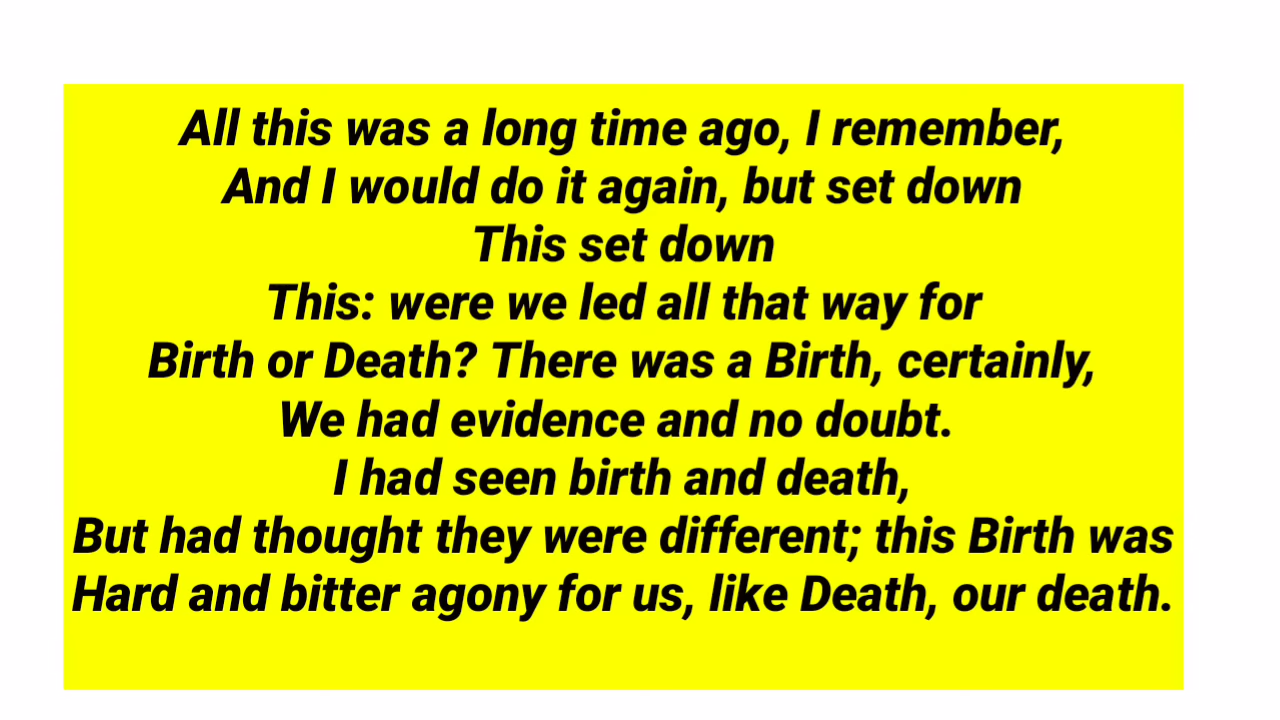 All this was a long time ago, I remember,
And I would do it again, but set down
This set down
This: were we led all that way for
Birth or Death? There was a Birth, certainly,
We had evidence and no doubt.
I had seen birth and death,
But had thought they were different; this Birth was
Hard and bitter agony for us, like Death, our death.